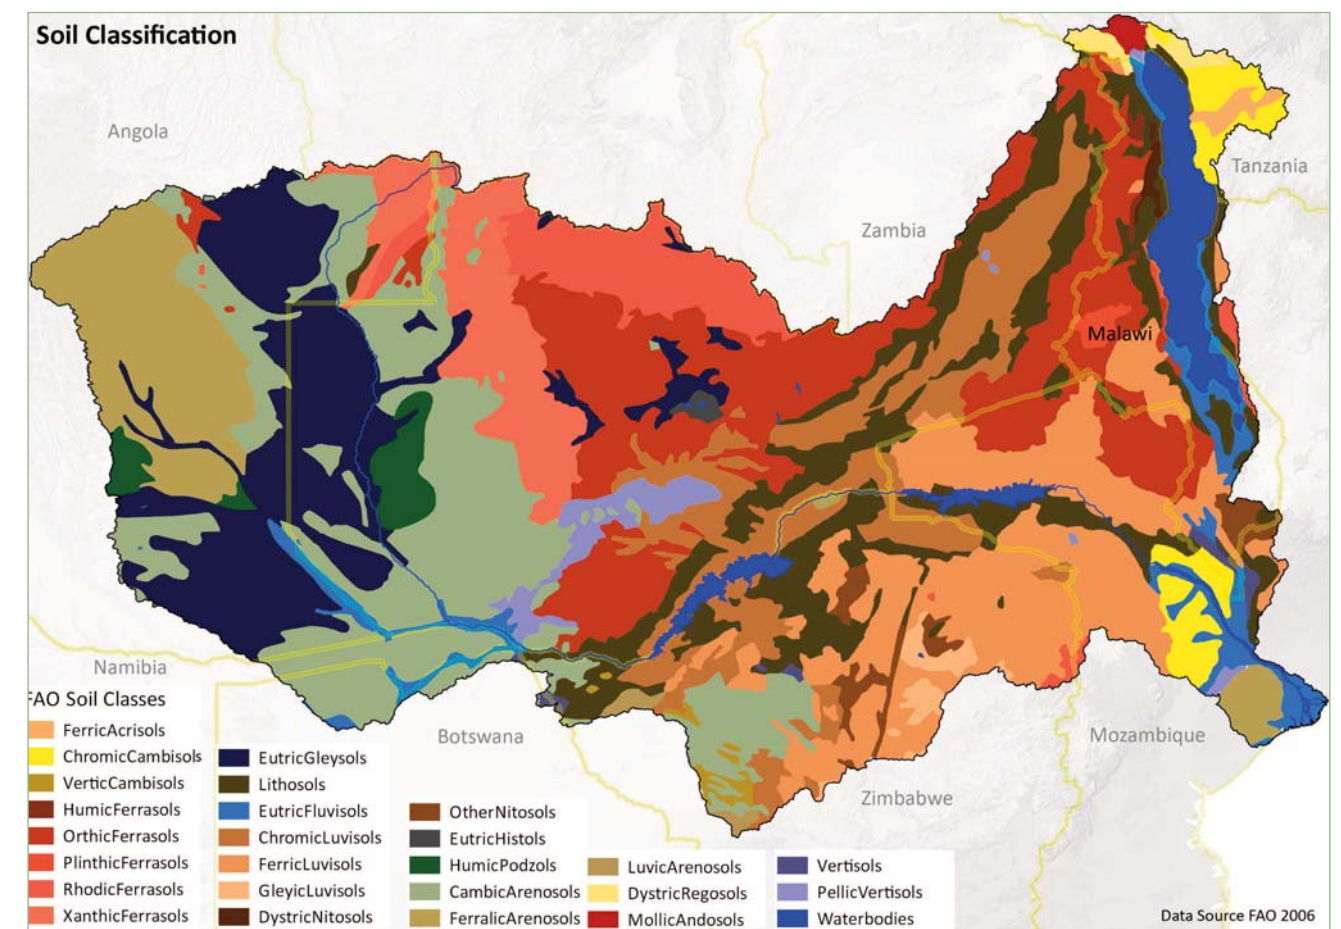 Soil Classification
Angola
Tanzania
Zambia
Malawi
Namibia
Botswana
Mozambique
Zimbabwe
FAO Soil Classes
FerricAcrisols
ChromicCambisols
VerticCambisols
HumicFerrasols
OrthicFerrasols
PlinthicFerrasols
RhodicFerrasols
XanthicFerrasols
EutricGleysols
Lithosols
EutricFluvisols
ChromicLuvisols
FerricLuvisols
GleyicLuvisols
DystricNitosols
OtherNitosols
EutricHistols
HumicPodzols
CambicArenosols
FerralicArenosols
LuvicArenosols
DystricRegosols
MollicAndosols
Vertisols
PellicVertisols
Waterbodies
Data Source FAO 2006